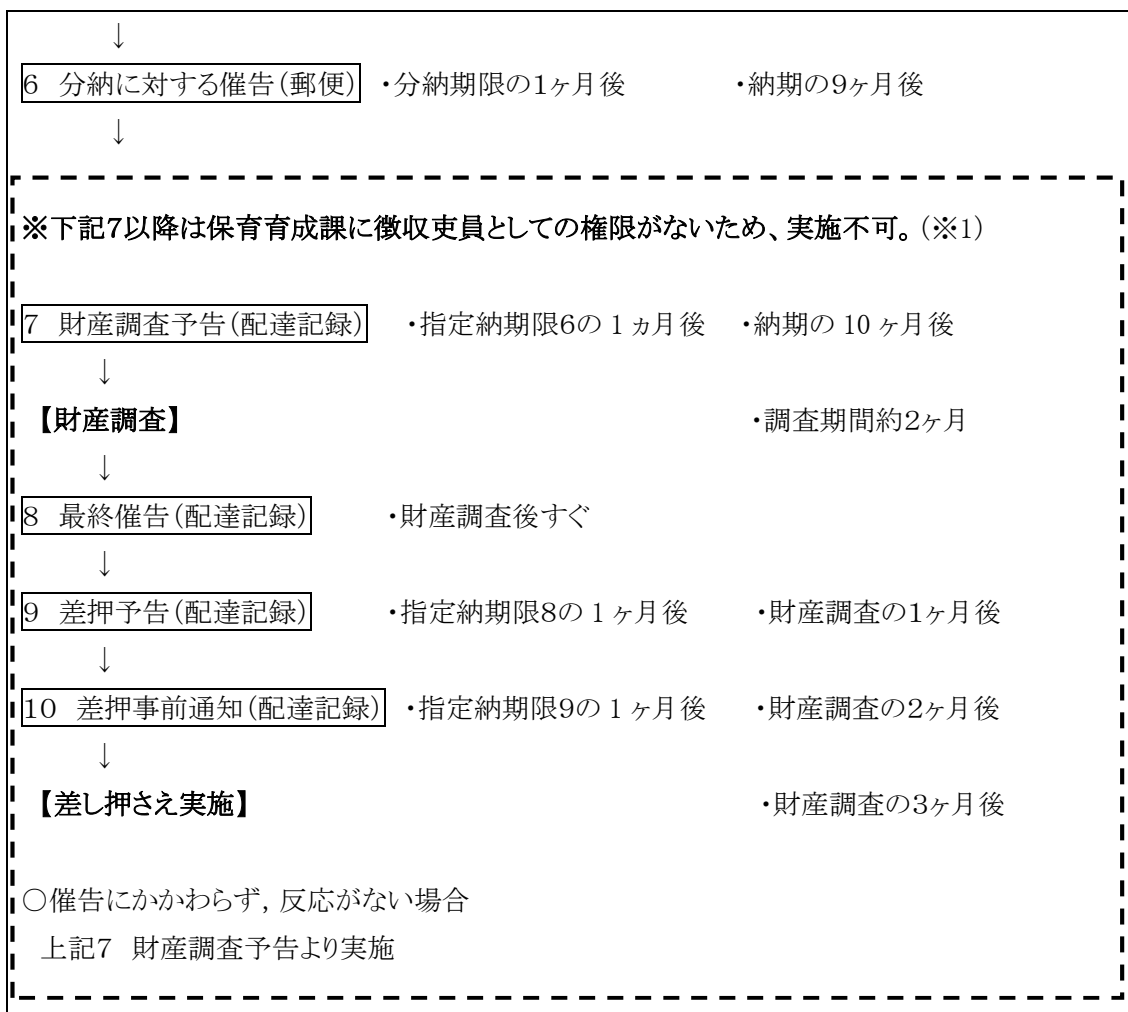 ↓
6 分納に対する催告(郵便) ・分納期限の1ヶ月後 ・納期の9ヶ月後
↓
※下記7以降は保育育成課に徴収吏員としての権限がないため、実施不可。(※1)
7 財産調査予告(配達記録) ・指定納期限6の1ヵ月後 ・納期の10ヶ月後
↓
【財産調査】 ・調査期間約2ヶ月
↓
8 最終催告(配達記録) ・財産調査後すぐ
↓
9 差押予告(配達記録) ・指定納期限8の1ヶ月後 ・財産調査の1ヶ月後
↓
10 差押事前通知(配達記録) ・指定納期限9の1ヶ月後 ・財産調査の2ヶ月後
↓
【差し押さえ実施】 ・財産調査の3ヶ月後
○催告にかかわらず,反応がない場合
上記7 財産調査予告より実施